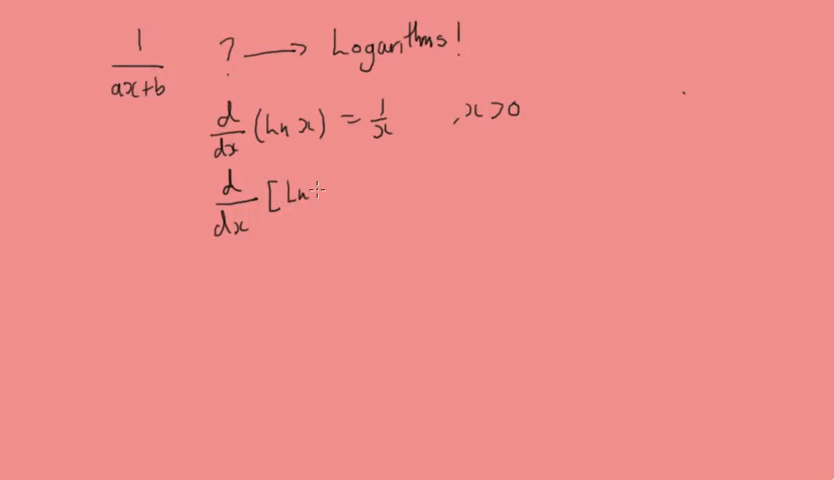 1/(ax+b) ? ⟶ Logarithms!
d/dx (Ln x) = 1/x , x>0
d/dx [Ln